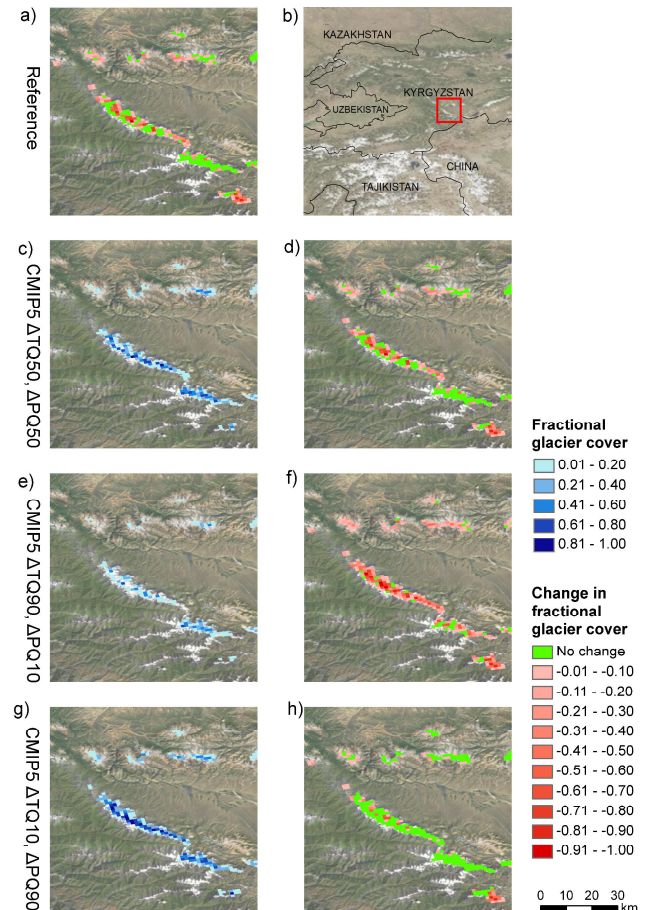 a)
b)
Reference
KAZAKHSTAN
KYRGYZSTAN
UZBEKISTAN
CHINA
TAJIKISTAN
c)
d)
CMIP5 ΔTQ50, ΔPQ50
e)
f)
CMIP5 ΔTQ90, ΔPQ10
g)
h)
CMIP5 ΔTQ10, ΔPQ90
Fractional
glacier cover
0.01 - 0.20
0.21 - 0.40
0.41 - 0.60
0.61 - 0.80
0.81 - 1.00
Change in
fractional
glacier cover
No change
-0.01 - -0.10
-0.11 - -0.20
-0.21 - -0.30
-0.31 - -0.40
-0.41 - -0.50
-0.51 - -0.60
-0.61 - -0.70
-0.71 - -0.80
-0.81 - -0.90
-0.91 - -1.00
0 10 20 30
km